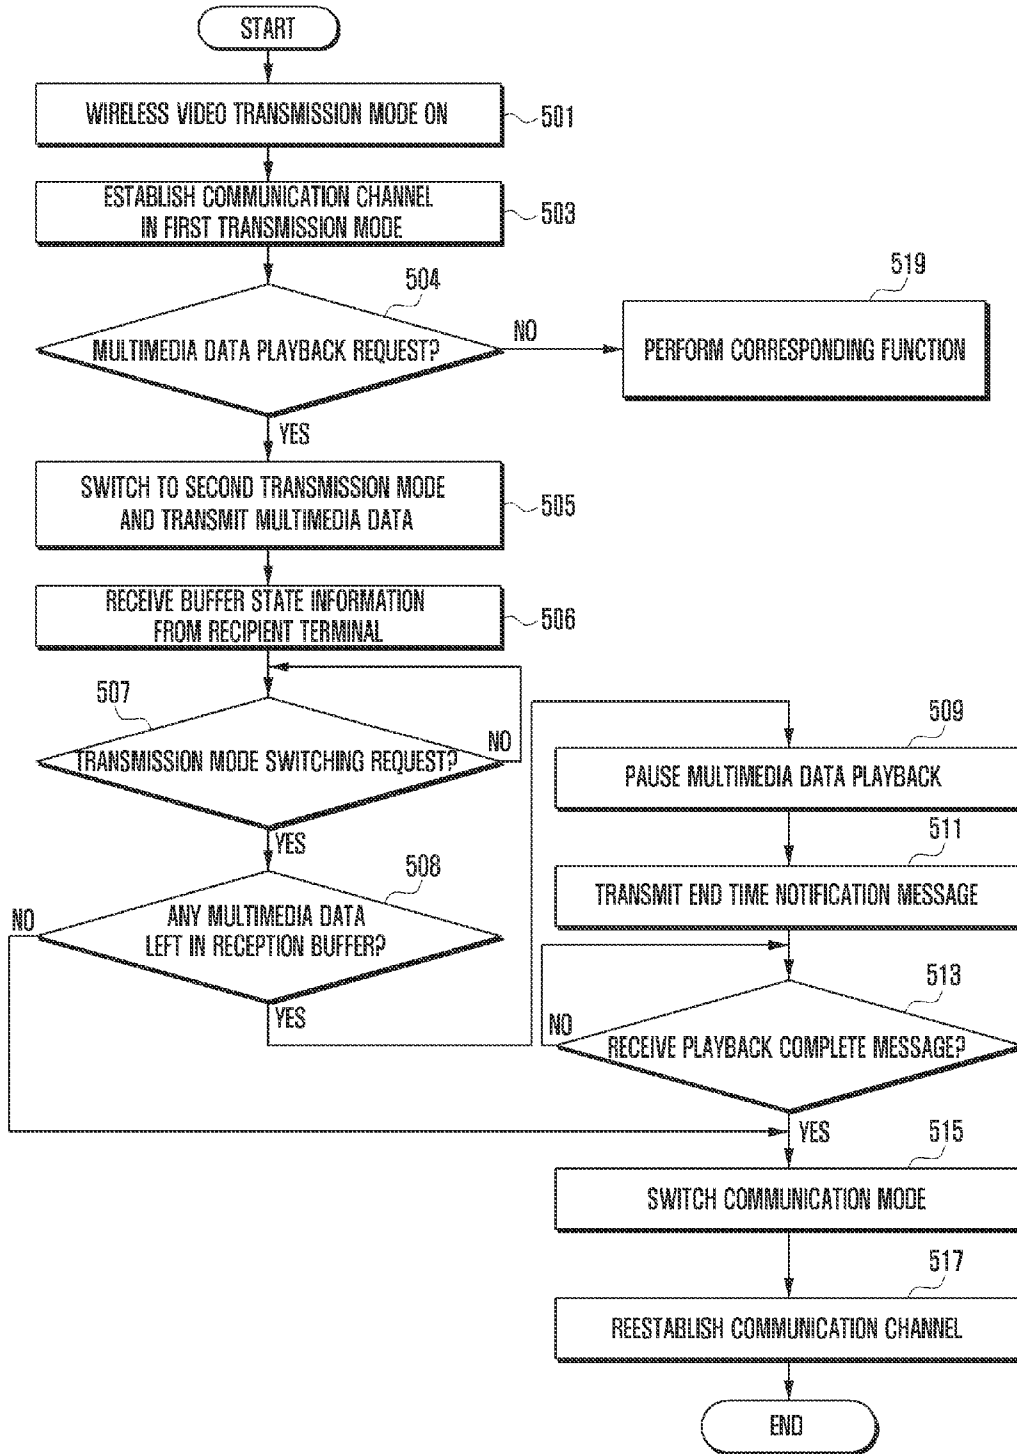 START
WIRELESS VIDEO TRANSMISSION MODE ON
501
ESTABLISH COMMUNICATION CHANNEL
IN FIRST TRANSMISSION MODE
503
504
MULTIMEDIA DATA PLAYBACK REQUEST?
NO
519
PERFORM CORRESPONDING FUNCTION
YES
SWITCH TO SECOND TRANSMISSION MODE
AND TRANSMIT MULTIMEDIA DATA
505
RECEIVE BUFFER STATE INFORMATION
FROM RECIPIENT TERMINAL
506
507
TRANSMISSION MODE SWITCHING REQUEST?
NO
YES
508
ANY MULTIMEDIA DATA
LEFT IN RECEPTION BUFFER?
NO
YES
509
PAUSE MULTIMEDIA DATA PLAYBACK
511
TRANSMIT END TIME NOTIFICATION MESSAGE
513
RECEIVE PLAYBACK COMPLETE MESSAGE?
NO
YES
515
SWITCH COMMUNICATION MODE
517
REESTABLISH COMMUNICATION CHANNEL
END